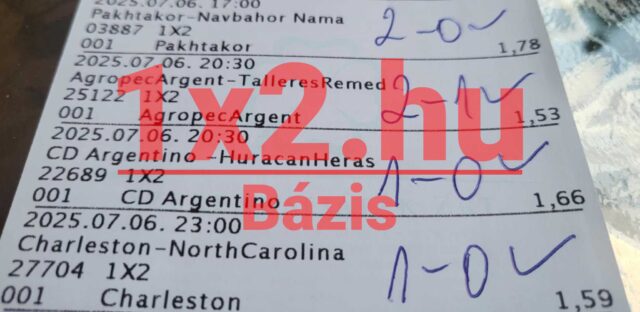 2025.07.06. 17:00
Pakhtakor-Navbahor Nama
2-0 ✓
03887 1X2
001 Pakhtakor 1,78
2025.07.06. 20:30
AgropecArgent-TalleresRemed
2-1 ✓
25122 1X2
001 AgropecArgent 1,53
2025.07.06. 20:30
CD Argentino -HuracanHeras
1-0 ✓
22689 1X2
001 CD Argentino 1,66
2025.07.06. 23:00
Charleston-NorthCarolina
1-0 ✓
27704 1X2
001 Charleston 1,59
1x2.hu
Bázis